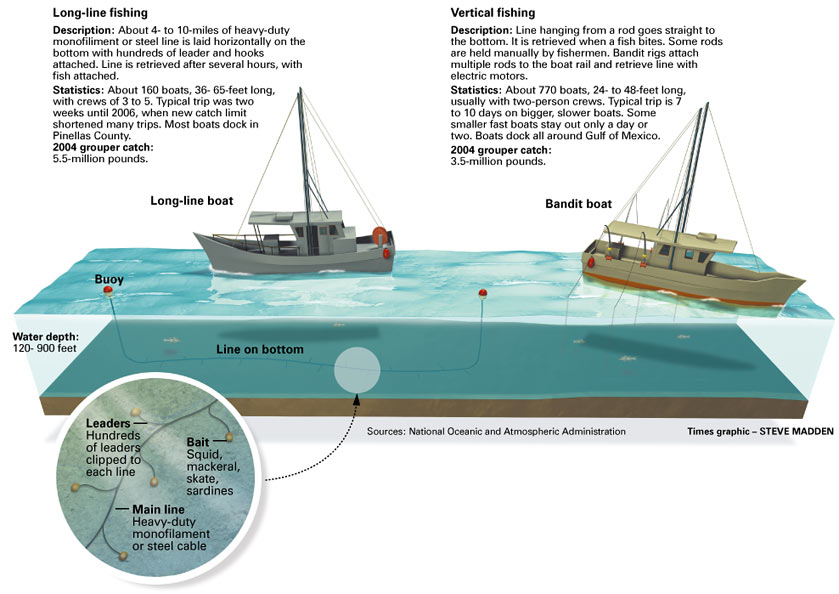 Long-line fishing
Description: About 4- to 10-miles of heavy-duty
monofiliment or steel line is laid horizontally on the
bottom with hundreds of leader and hooks
attached. Line is retrieved after several hours, with
fish attached.
Statistics: About 160 boats, 36- 65-feet long,
with crews of 3 to 5. Typical trip was two
weeks until 2006, when new catch limit
shortened many trips. Most boats dock in
Pinellas County.
2004 grouper catch:
5.5-million pounds.
Vertical fishing
Description: Line hanging from a rod goes straight to
the bottom. It is retrieved when a fish bites. Some rods
are held manually by fishermen. Bandit rigs attach
multiple rods to the boat rail and retrieve line with
electric motors.
Statistics: About 770 boats, 24- to 48-feet long,
usually with two-person crews. Typical trip is 7
to 10 days on bigger, slower boats. Some
smaller fast boats stay out only a day or
two. Boats dock all around Gulf of Mexico.
2004 grouper catch:
3.5-million pounds.
Long-line boat
Bandit boat
Buoy
Water depth:
120- 900 feet
Line on bottom
Leaders
Hundreds
of leaders
clipped to
each line
Bait
Squid,
mackeral,
skate,
sardines
Main line
Heavy-duty
monofilament
or steel cable
Sources: National Oceanic and Atmospheric Administration
Times graphic – STEVE MADDEN